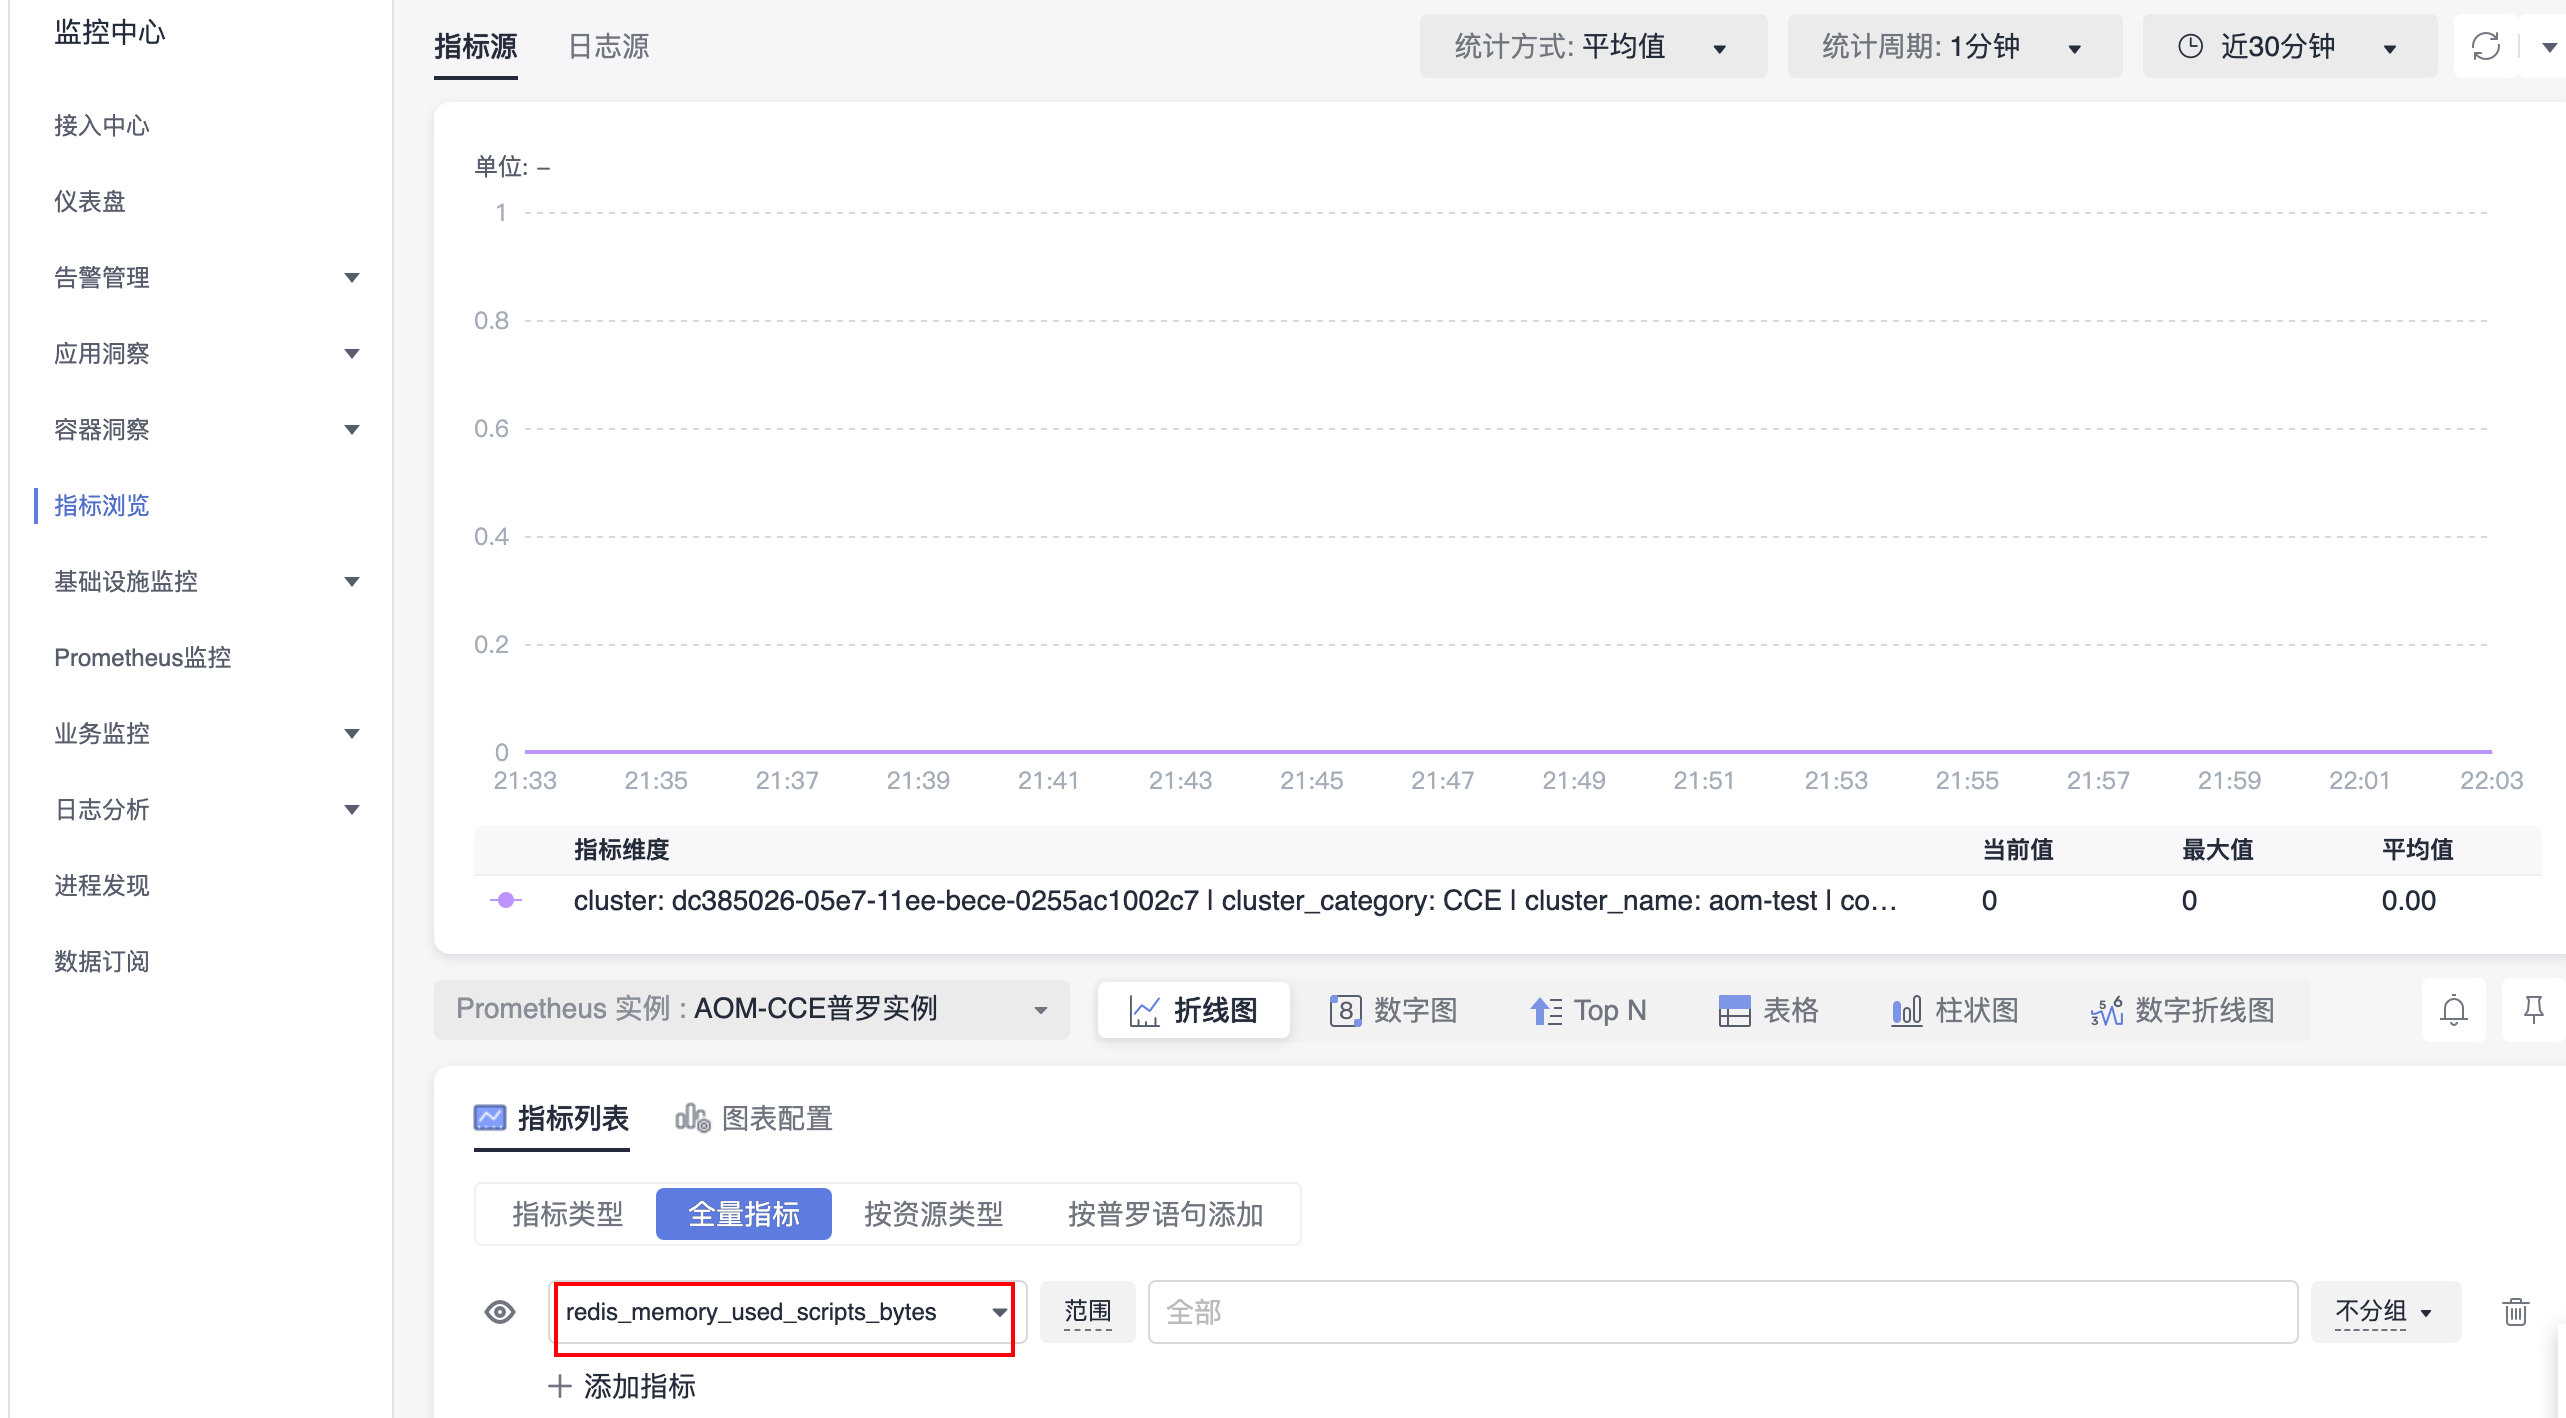 监控中心
接入中心
仪表盘
告警管理
应用洞察
容器洞察
指标浏览
基础设施监控
Prometheus监控
业务监控
日志分析
进程发现
数据订阅
指标源 日志源 统计方式: 平均值 统计周期: 1分钟 近30分钟
单位: –
1
0.8
0.6
0.4
0.2
0
21:33 21:35 21:37 21:39 21:41 21:43 21:45 21:47 21:49 21:51 21:53 21:55 21:57 21:59 22:01 22:03
指标维度 当前值 最大值 平均值
cluster: dc385026-05e7-11ee-bece-0255ac1002c7 | cluster_category: CCE | cluster_name: aom-test | co... 0 0 0.00
Prometheus 实例 : AOM-CCE普罗实例 折线图 8 数字图 Top N 表格 柱状图 数字折线图
指标列表 图表配置
指标类型 全量指标 按资源类型 按普罗语句添加
redis_memory_used_scripts_bytes 范围 全部 不分组
添加指标